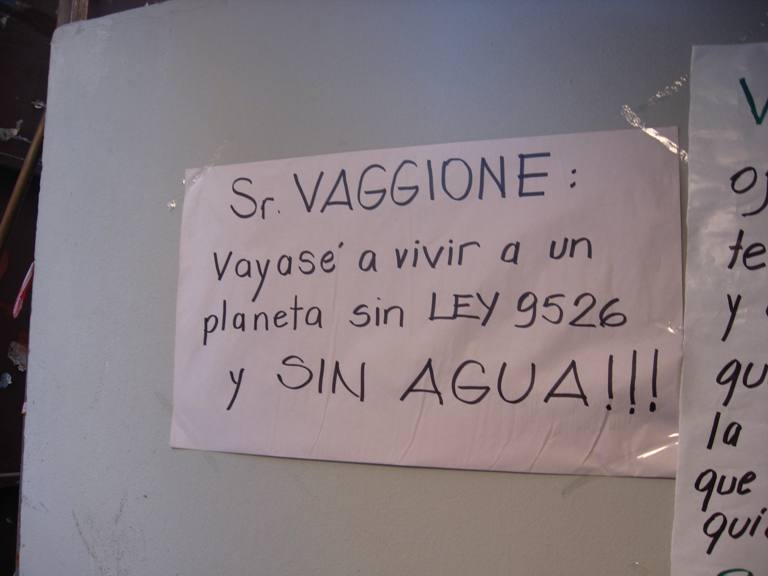 Sr. VAGGIONE:
Vayasé a vivir a un
planeta sin LEY 9526
y SIN AGUA!!!
V
te
y
qu
la
que
qui